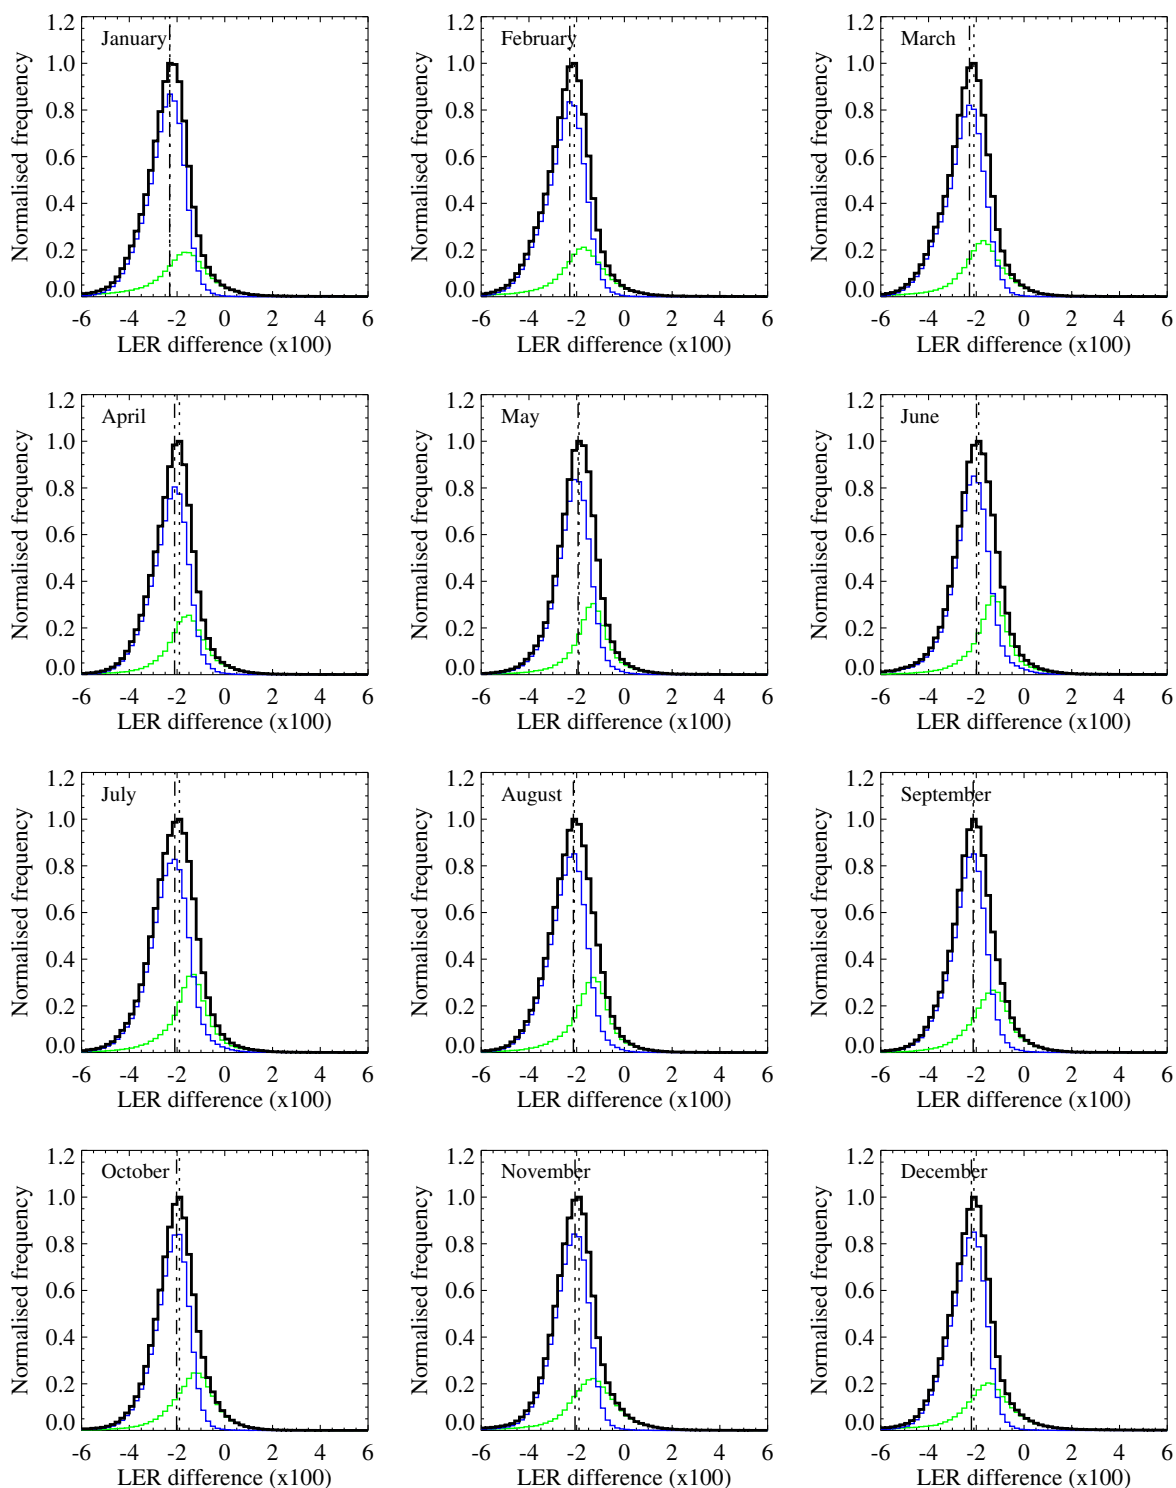 January
February
March
1.2
1.0
0.8
0.6
0.4
0.2
0.0
1.2
1.0
0.8
0.6
0.4
0.2
0.0
1.2
1.0
0.8
0.6
0.4
0.2
0.0
Normalised frequency
Normalised frequency
Normalised frequency
-6 -4 -2 0 2 4 6
-6 -4 -2 0 2 4 6
-6 -4 -2 0 2 4 6
LER difference (x100)
LER difference (x100)
LER difference (x100)
April
May
June
1.2
1.0
0.8
0.6
0.4
0.2
0.0
1.2
1.0
0.8
0.6
0.4
0.2
0.0
1.2
1.0
0.8
0.6
0.4
0.2
0.0
Normalised frequency
Normalised frequency
Normalised frequency
-6 -4 -2 0 2 4 6
-6 -4 -2 0 2 4 6
-6 -4 -2 0 2 4 6
LER difference (x100)
LER difference (x100)
LER difference (x100)
July
August
September
1.2
1.0
0.8
0.6
0.4
0.2
0.0
1.2
1.0
0.8
0.6
0.4
0.2
0.0
1.2
1.0
0.8
0.6
0.4
0.2
0.0
Normalised frequency
Normalised frequency
Normalised frequency
-6 -4 -2 0 2 4 6
-6 -4 -2 0 2 4 6
-6 -4 -2 0 2 4 6
LER difference (x100)
LER difference (x100)
LER difference (x100)
October
November
December
1.2
1.0
0.8
0.6
0.4
0.2
0.0
1.2
1.0
0.8
0.6
0.4
0.2
0.0
1.2
1.0
0.8
0.6
0.4
0.2
0.0
Normalised frequency
Normalised frequency
Normalised frequency
-6 -4 -2 0 2 4 6
-6 -4 -2 0 2 4 6
-6 -4 -2 0 2 4 6
LER difference (x100)
LER difference (x100)
LER difference (x100)